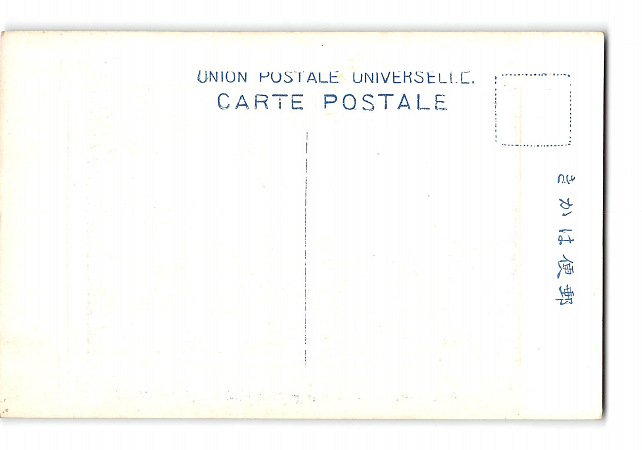 UNION POSTALE UNIVERSELLE.
CARTE POSTALE
郵便はかき